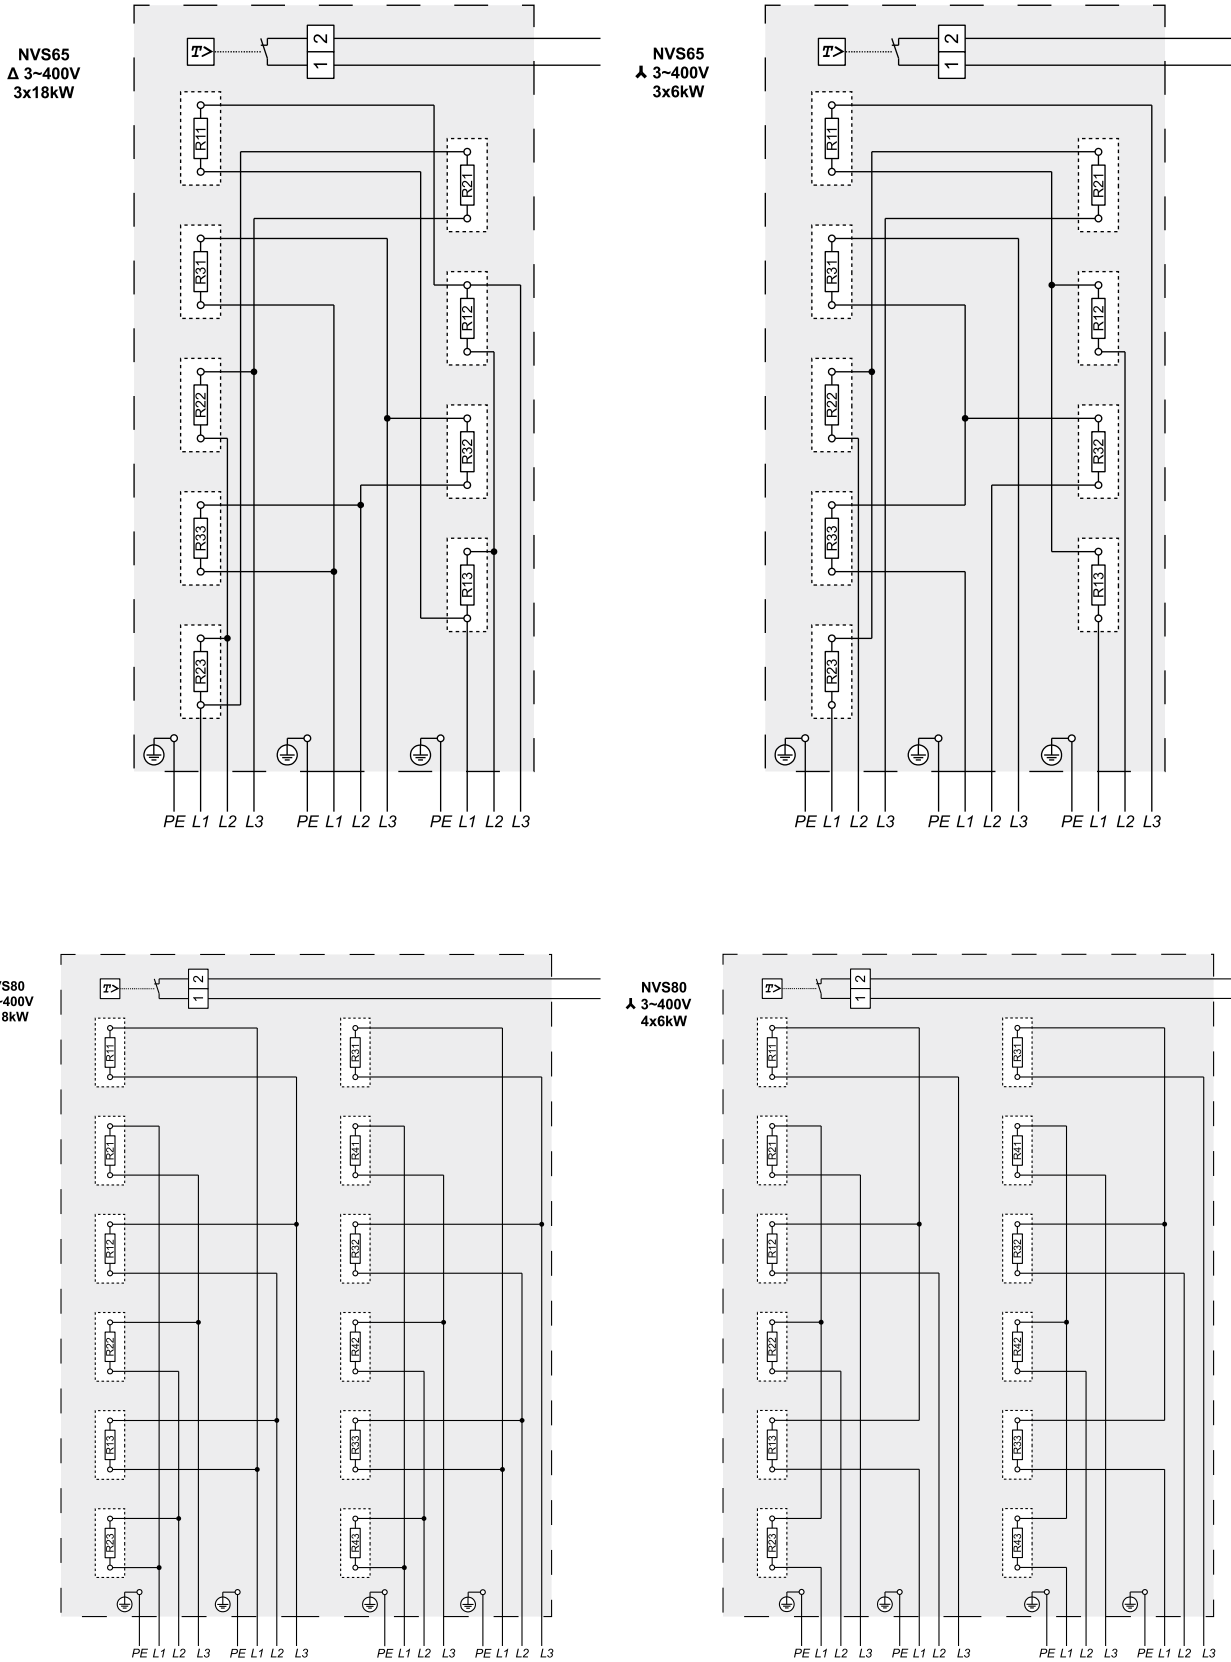 NVS65
Δ 3~400V
3x18kW
T>
2
1
R11
R21
R31
R12
R22
R32
R33
R13
R23
PE L1 L2 L3 PE L1 L2 L3 PE L1 L2 L3
NVS65
⅄ 3~400V
3x6kW
T>
2
1
R11
R21
R31
R12
R22
R32
R33
R13
R23
PE L1 L2 L3 PE L1 L2 L3 PE L1 L2 L3
VS80
~400V
8kW
T>
2
1
R11 R31
R21 R41
R12 R32
R22 R42
R13 R33
R23 R43
PE L1 L2 L3 PE L1 L2 L3 PE L1 L2 L3 PE L1 L2 L3
NVS80
⅄ 3~400V
4x6kW
T>
2
1
R11 R31
R21 R41
R12 R32
R22 R42
R13 R33
R23 R43
PE L1 L2 L3 PE L1 L2 L3 PE L1 L2 L3 PE L1 L2 L3